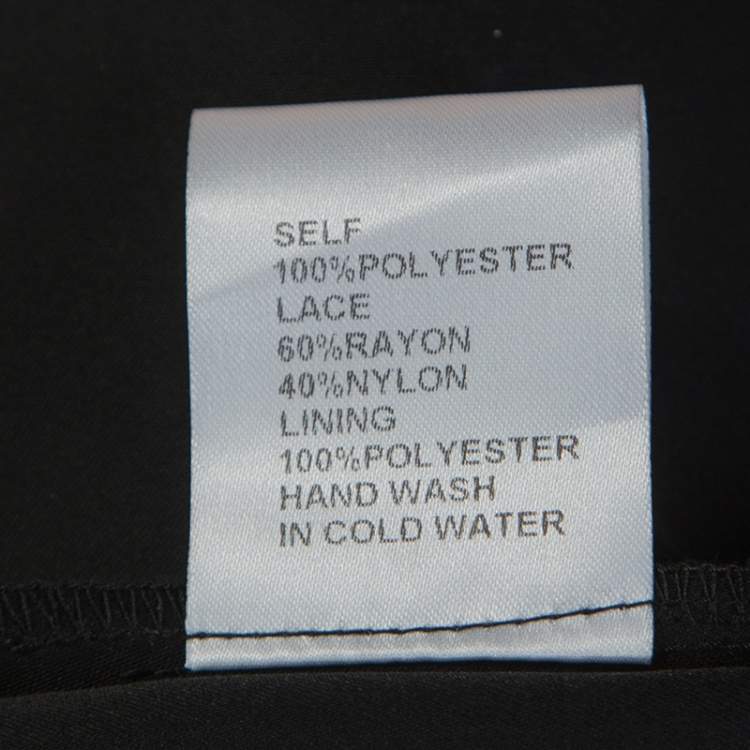 SELF
100%POLYESTER
LACE
60%RAYON
40%NYLON
LINING
100%POLYESTER
HAND WASH
IN COLD WATER